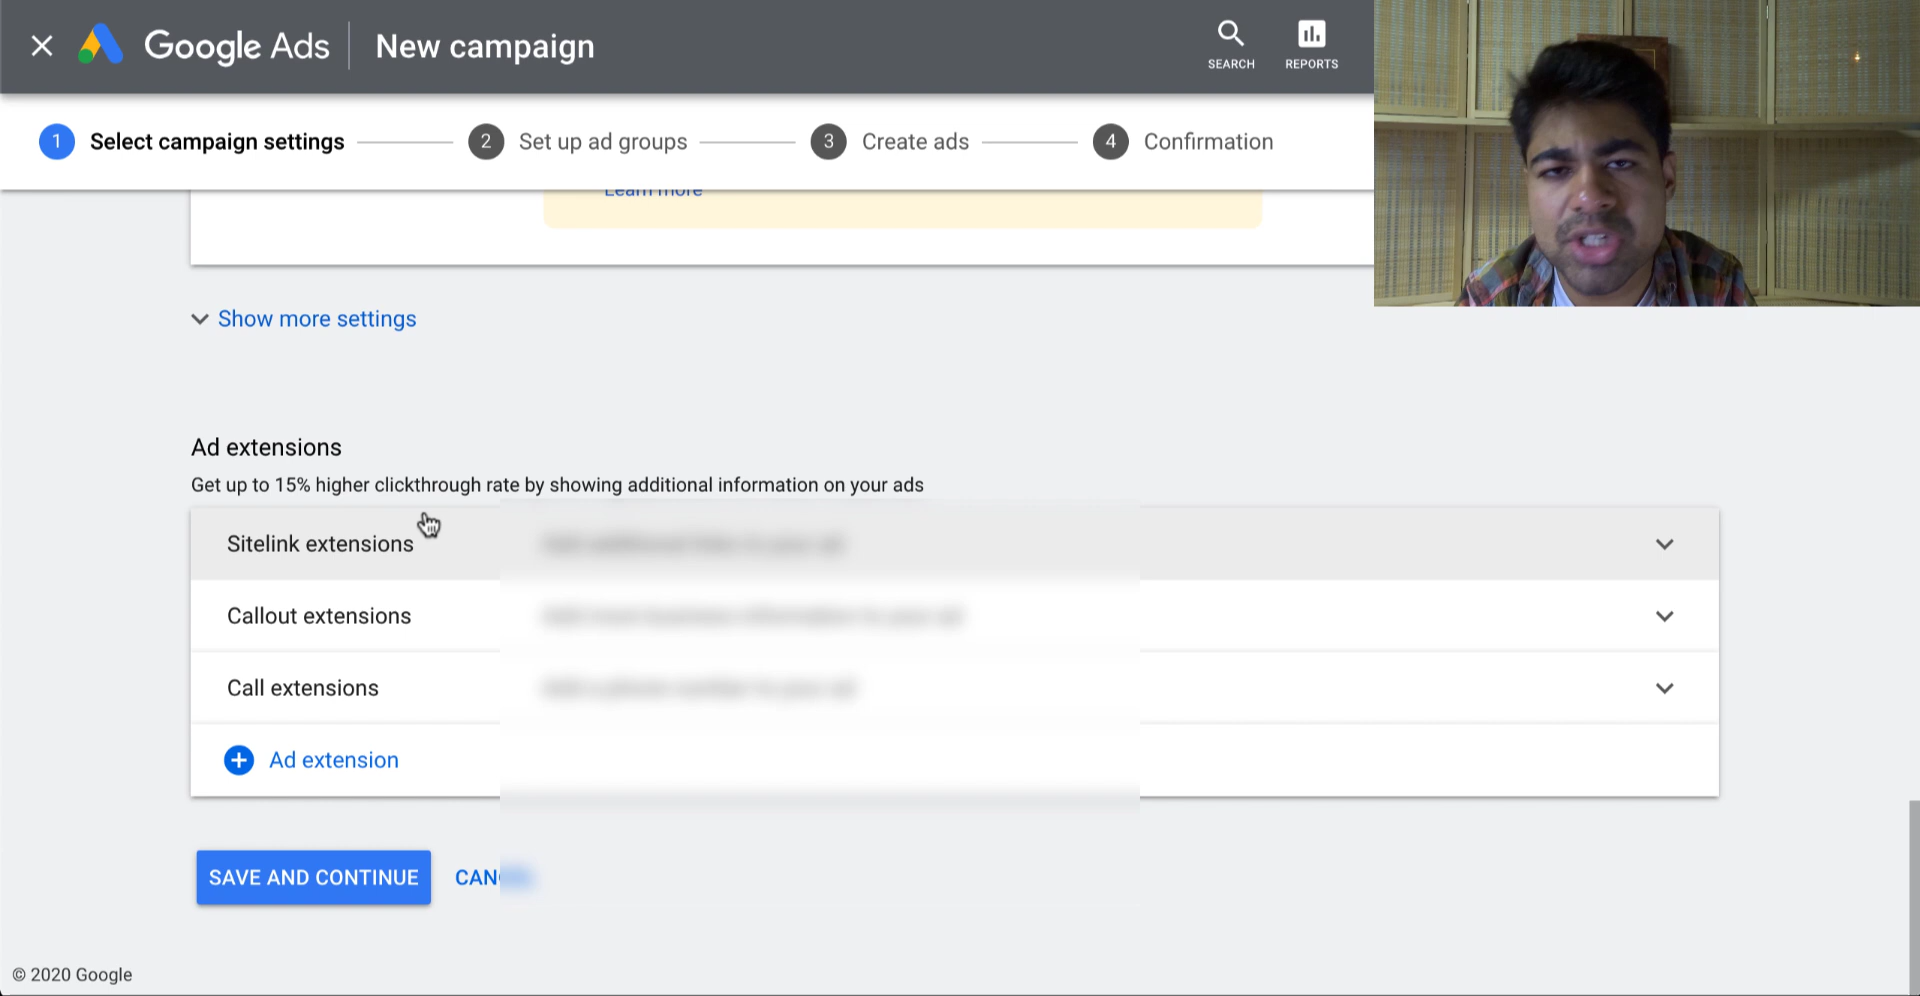 Google Ads
New campaign
SEARCH
REPORTS
1 Select campaign settings
2 Set up ad groups
3 Create ads
4 Confirmation
Learn more
Show more settings
Ad extensions
Get up to 15% higher clickthrough rate by showing additional information on your ads
Sitelink extensions
Callout extensions
Call extensions
Ad extension
SAVE AND CONTINUE
© 2020 Google